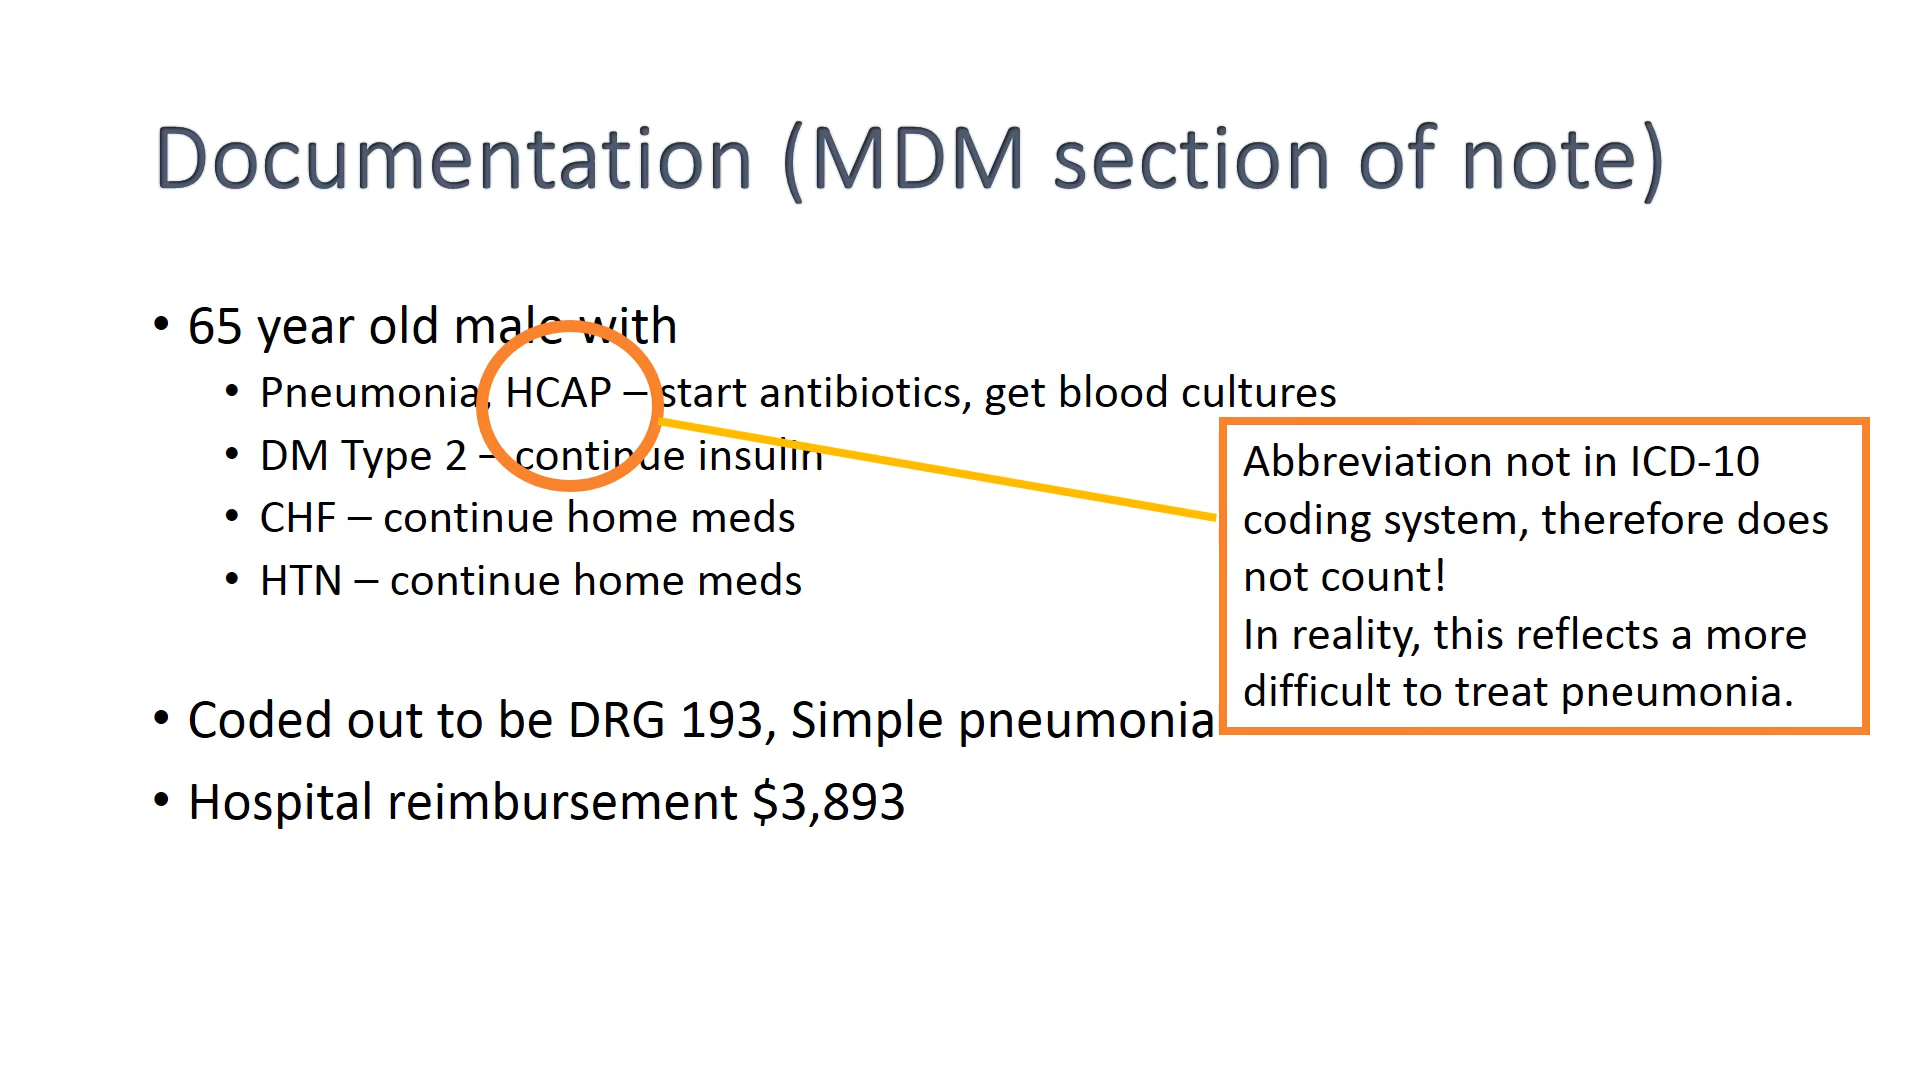 Documentation (MDM section of note)
• 65 year old male with
• Pneumonia, HCAP – start antibiotics, get blood cultures
• DM Type 2 – continue insulin
• CHF – continue home meds
• HTN – continue home meds
Abbreviation not in ICD-10
coding system, therefore does
not count!
In reality, this reflects a more
difficult to treat pneumonia.
• Coded out to be DRG 193, Simple pneumonia
• Hospital reimbursement $3,893